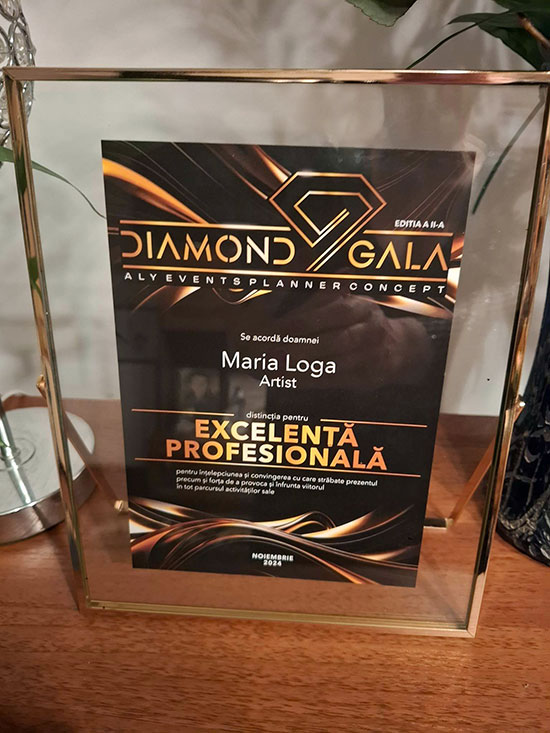 EDITIA A II-A
DIAMOND GALA
ALY EVENTS PLANNER CONCEPT
Se acordă doamnei
Maria Loga
Artist
distincția pentru
EXCELENTĂ
PROFESIONALĂ
pentru înțelepciunea și convingerea cu care străbate prezentul
precum și forța de a provoca și înfrunta viitorul
în tot parcursul activităților sale
NOIEMBRIE
2024